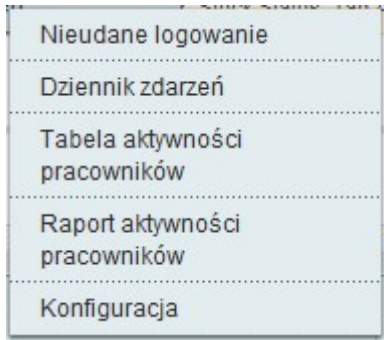 Nieudane logowanie
Dziennik zdarzeń
Tabela aktywności
pracowników
Raport aktywności
pracowników
Konfiguracja